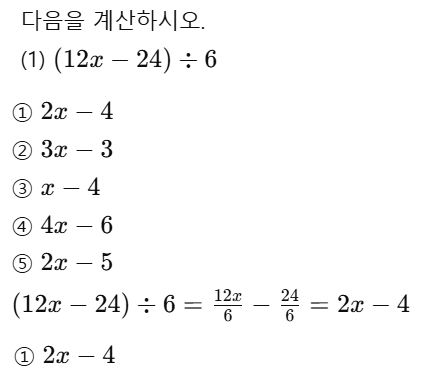 다음을 계산하시오.
(1) (12x − 24) ÷ 6
① 2x − 4
② 3x − 3
③ x − 4
④ 4x − 6
⑤ 2x − 5
(12x − 24) ÷ 6 = \frac{12x}{6} − \frac{24}{6} = 2x − 4
① 2x − 4